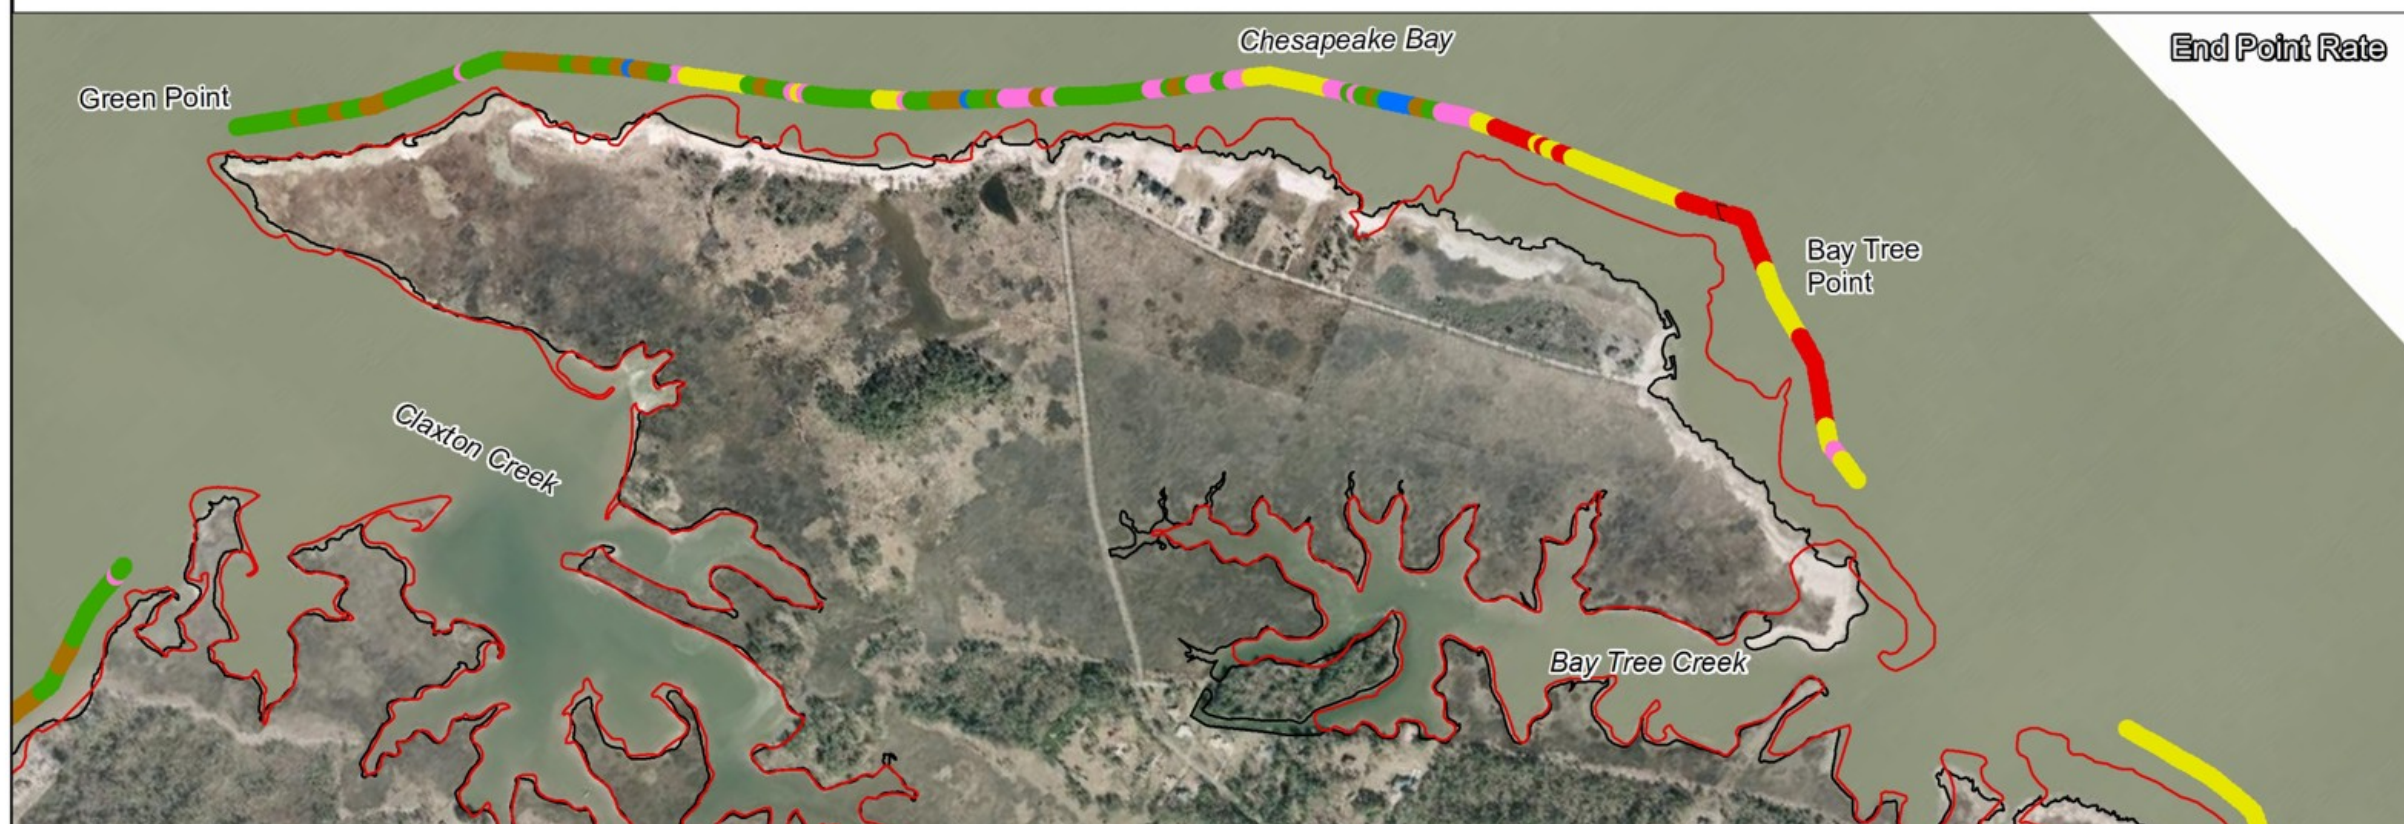 Chesapeake Bay
End Point Rate
Green Point
Bay Tree
Point
Claxton Creek
Bay Tree Creek